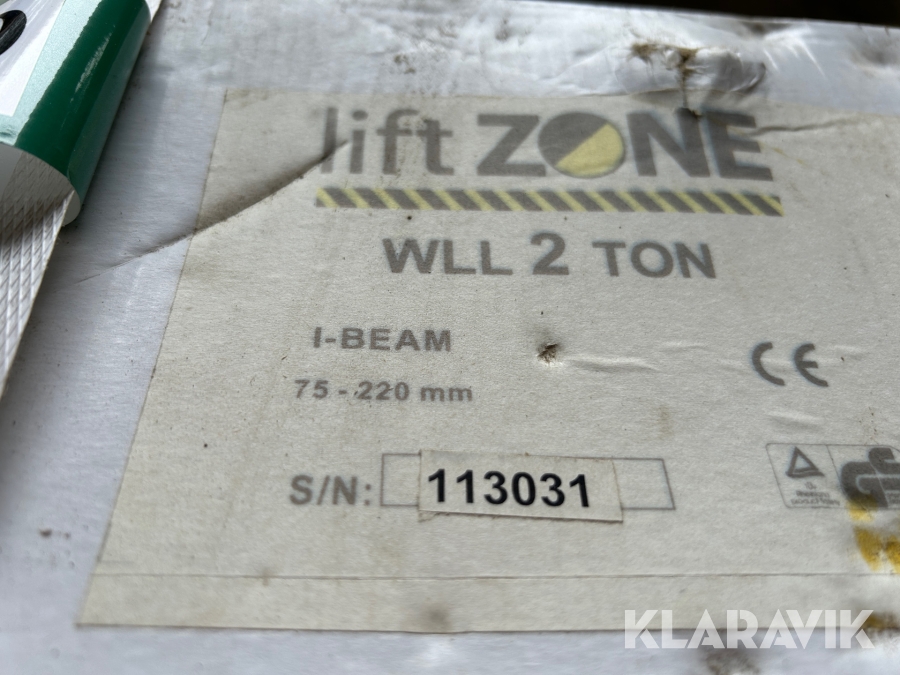 lift ZONE
WLL 2 TON
I-BEAM
75 - 220 mm
CE
S/N: 113031
KLARAVIK